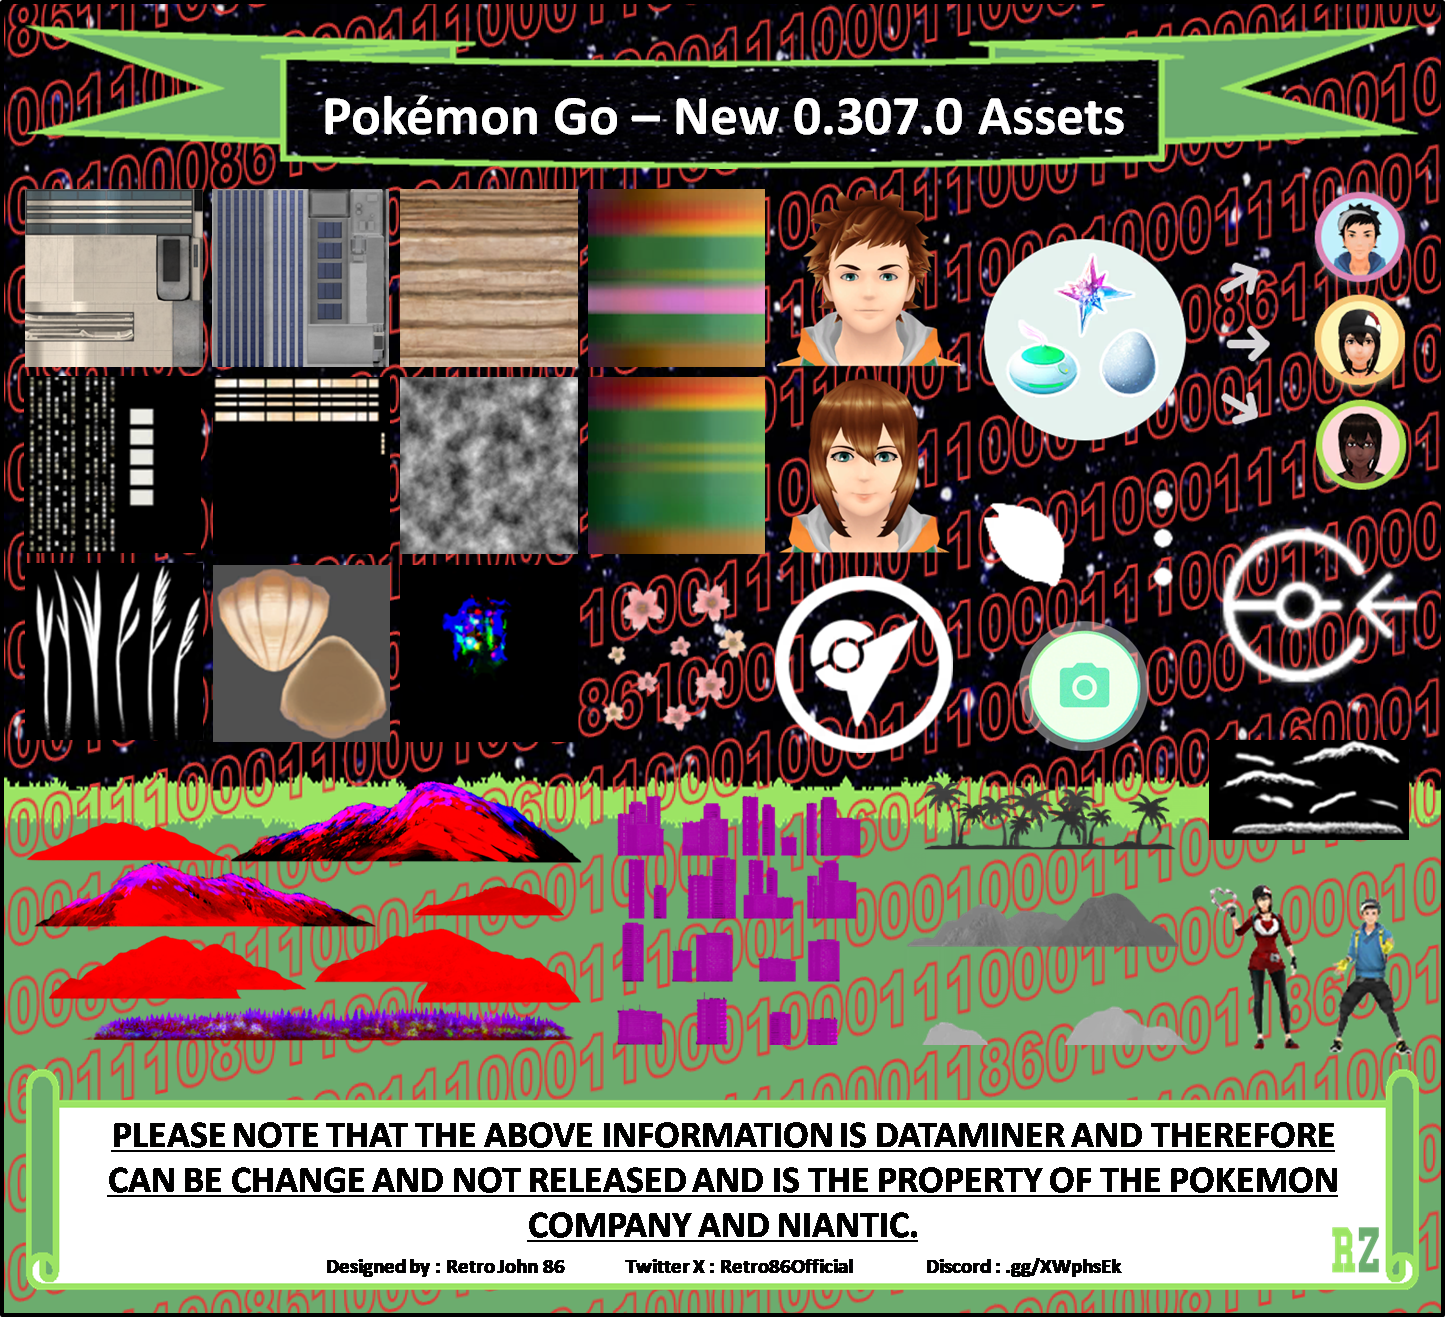 Pokémon Go – New 0.307.0 Assets
PLEASE NOTE THAT THE ABOVE INFORMATION IS DATAMINER AND THEREFORE
CAN BE CHANGE AND NOT RELEASED AND IS THE PROPERTY OF THE POKEMON
COMPANY AND NIANTIC.
RZ
Designed by : Retro John 86 Twitter X : Retro86Official Discord : .gg/XWphsEk